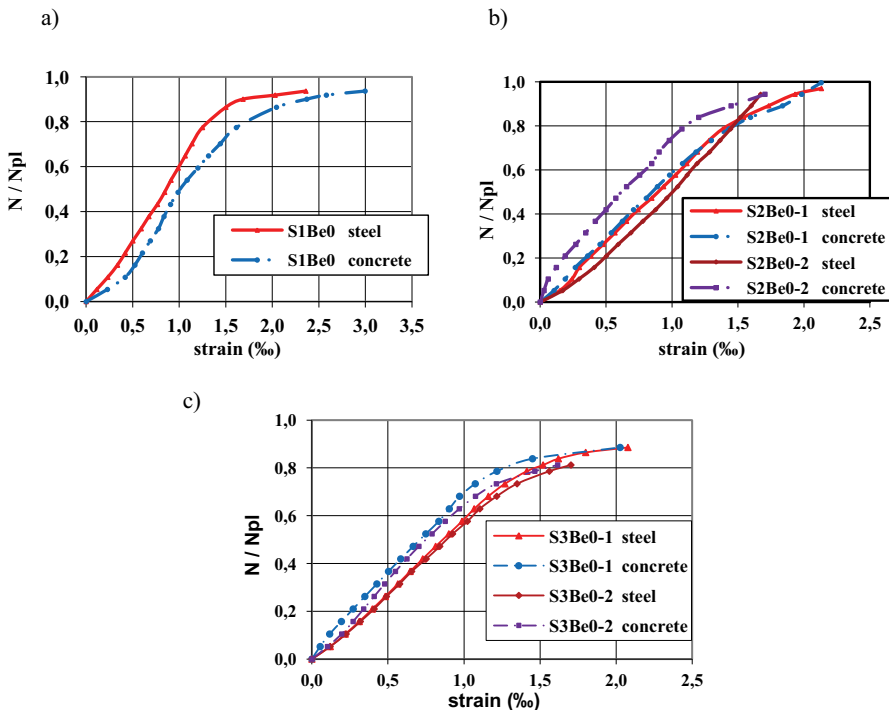 a)
N / Npl
1,0
0,8
0,6
0,4
0,2
0,0
S1Be0 steel
S1Be0 concrete
0,0 0,5 1,0 1,5 2,0 2,5 3,0 3,5
strain (‰)
b)
N / Npl
1,0
0,8
0,6
0,4
0,2
0,0
S2Be0-1 steel
S2Be0-1 concrete
S2Be0-2 steel
S2Be0-2 concrete
0,0 0,5 1,0 1,5 2,0
strain (‰)
c)
N / Npl
1,0
0,8
0,6
0,4
0,2
0,0
S3Be0-1 steel
S3Be0-1 concrete
S3Be0-2 steel
S3Be0-2 concrete
0,0 0,5 1,0 1,5 2,0 2,5
strain (‰)